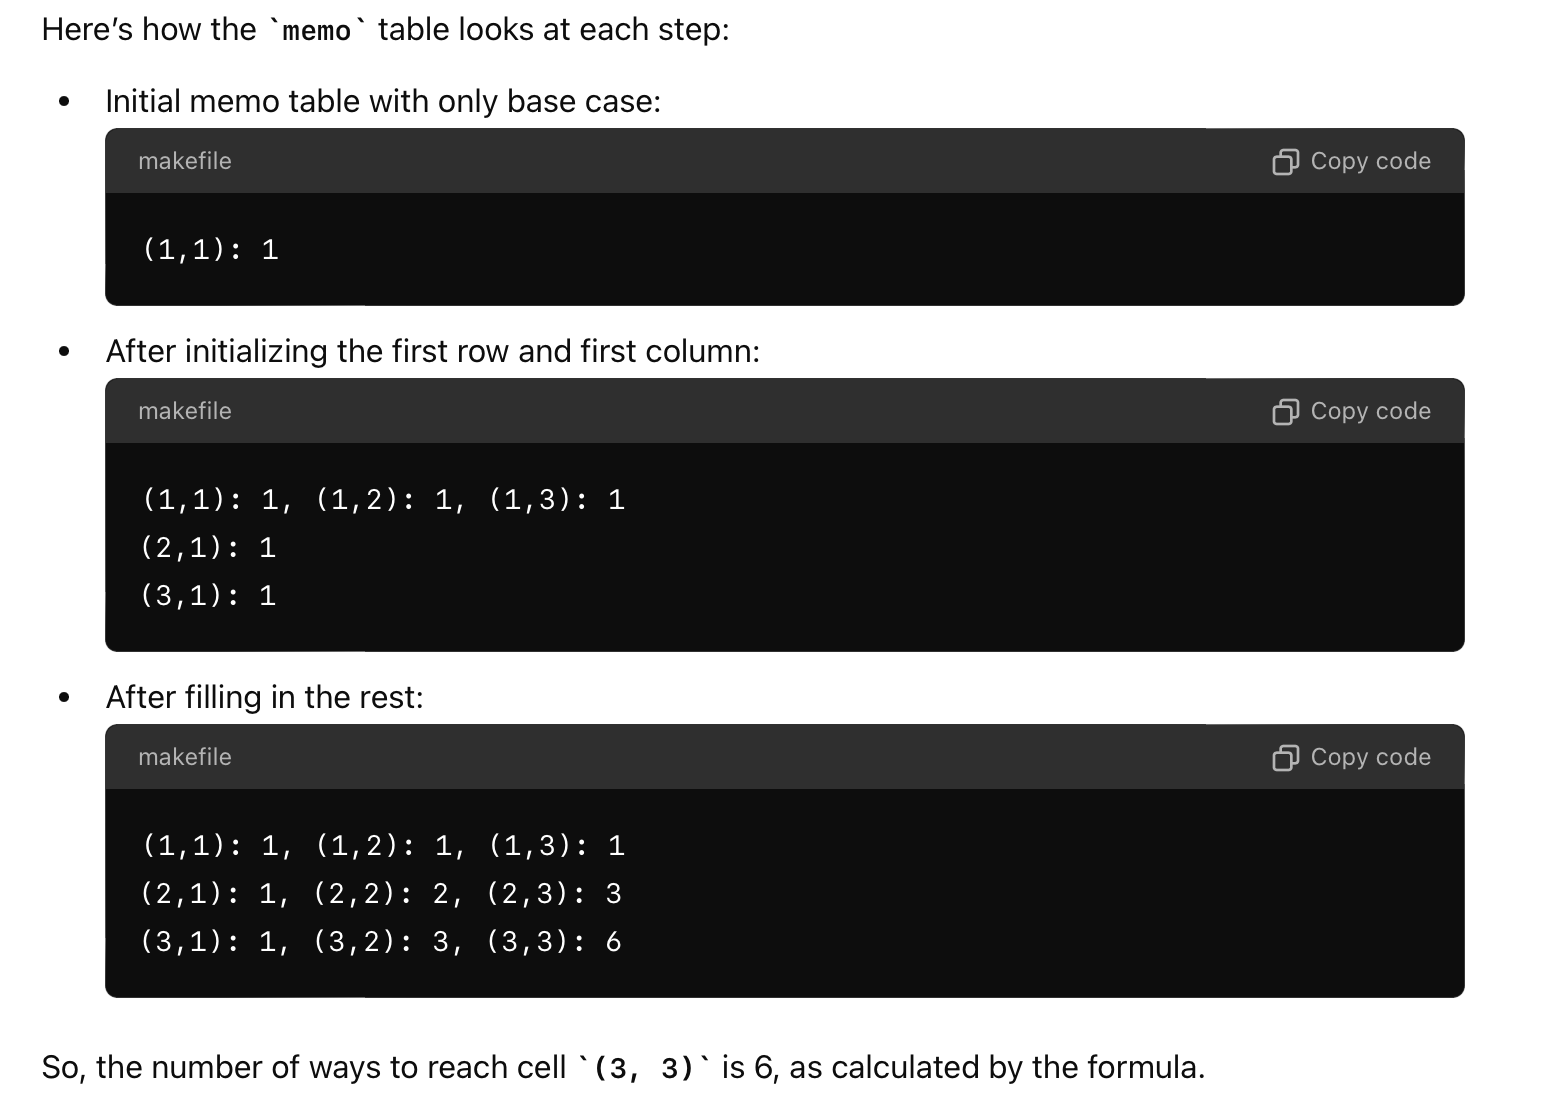 Here’s how the `memo` table looks at each step:
• Initial memo table with only base case:
makefile Copy code
(1,1): 1
• After initializing the first row and first column:
makefile Copy code
(1,1): 1, (1,2): 1, (1,3): 1
(2,1): 1
(3,1): 1
• After filling in the rest:
makefile Copy code
(1,1): 1, (1,2): 1, (1,3): 1
(2,1): 1, (2,2): 2, (2,3): 3
(3,1): 1, (3,2): 3, (3,3): 6
So, the number of ways to reach cell `(3, 3)` is 6, as calculated by the formula.